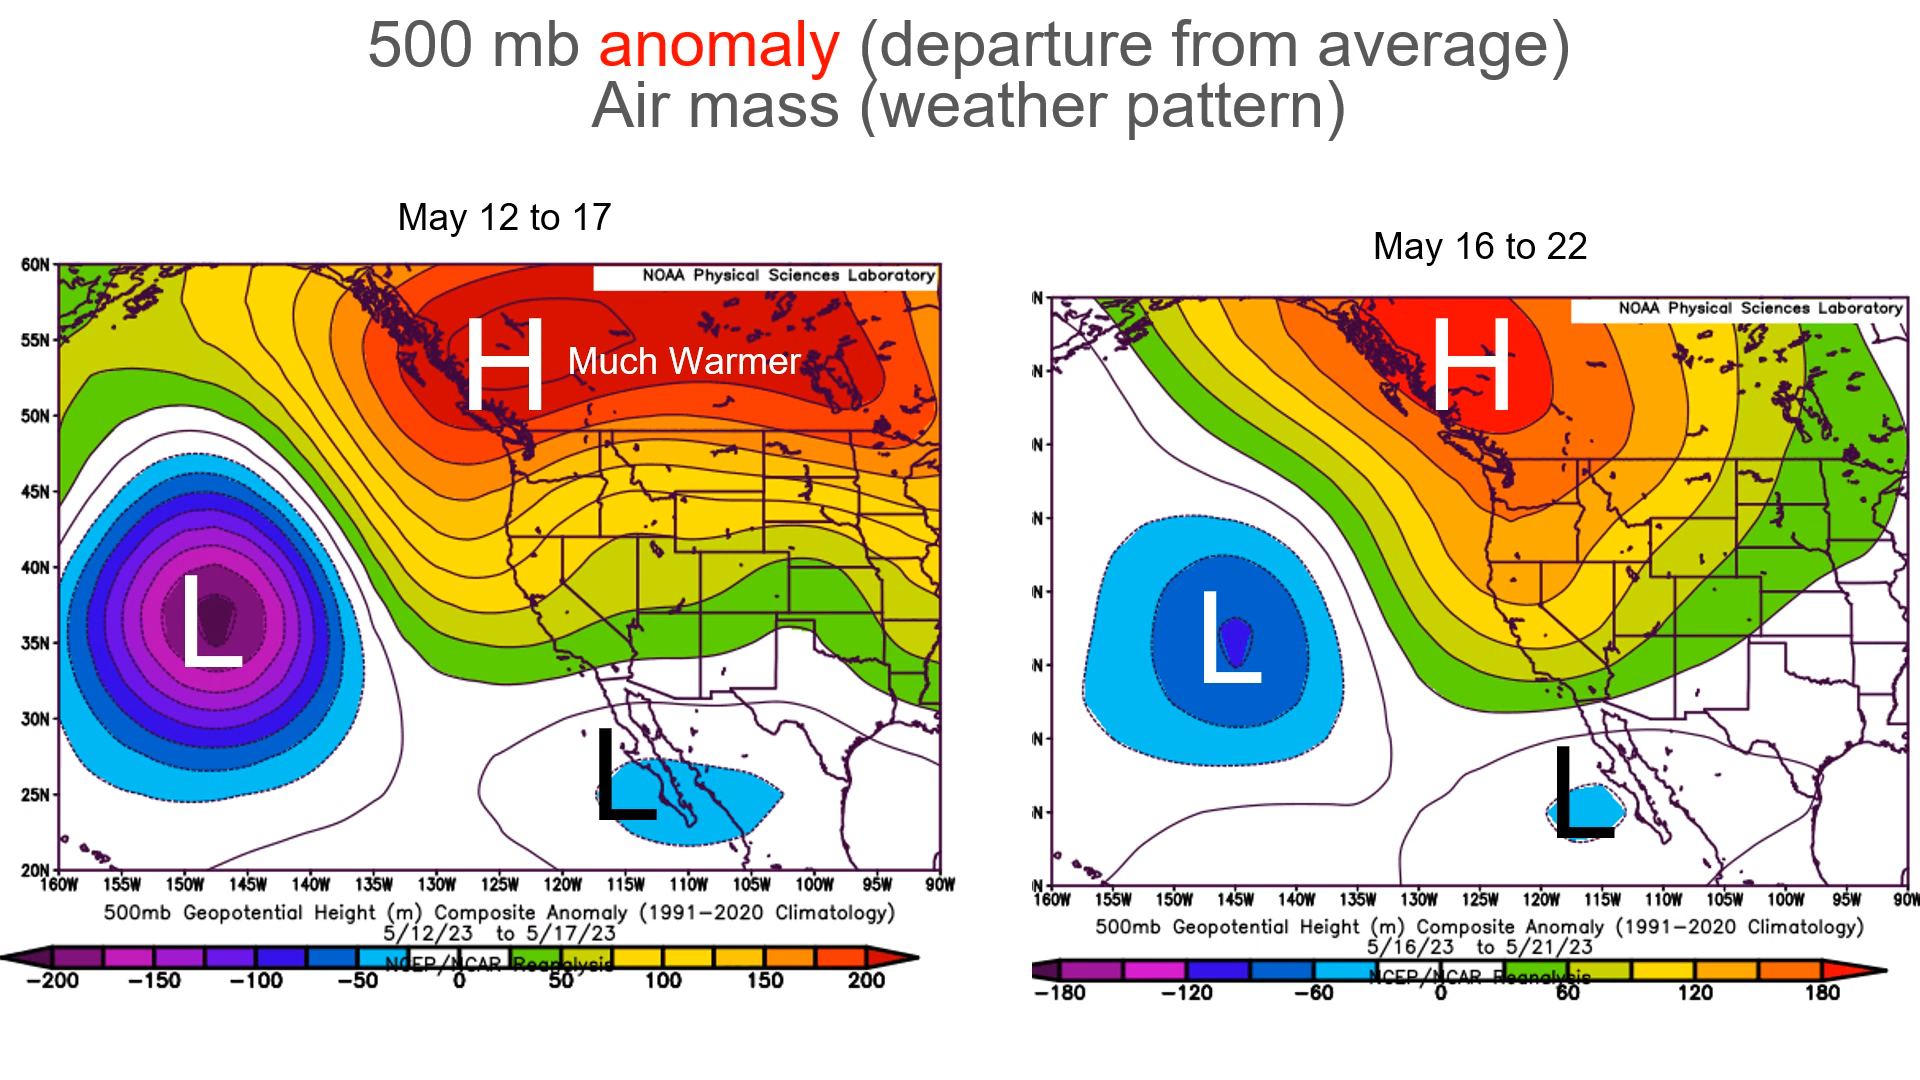 500 mb anomaly (departure from average)
Air mass (weather pattern)
May 12 to 17
May 16 to 22
NOAA Physical Sciences Laboratory
60N
55N
50N
45N
40N
35N
30N
25N
20N
H
Much Warmer
L
L
160W 155W 150W 145W 140W 135W 130W 125W 120W 115W 110W 105W 100W 95W 90W
500mb Geopotential Height (m) Composite Anomaly (1991-2020 Climatology)
5/12/23 to 5/17/23
NCEP/NCAR Reanalysis
-200 -150 -100 -50 0 50 100 150 200
NOAA Physical Sciences Laboratory
N
N
N
N
N
N
N
N
N
H
L
L
160W 155W 150W 145W 140W 135W 130W 125W 120W 115W 110W 105W 100W 95W 90W
500mb Geopotential Height (m) Composite Anomaly (1991-2020 Climatology)
5/16/23 to 5/21/23
NCEP/NCAR Reanalysis
-180 -120 -60 0 60 120 180